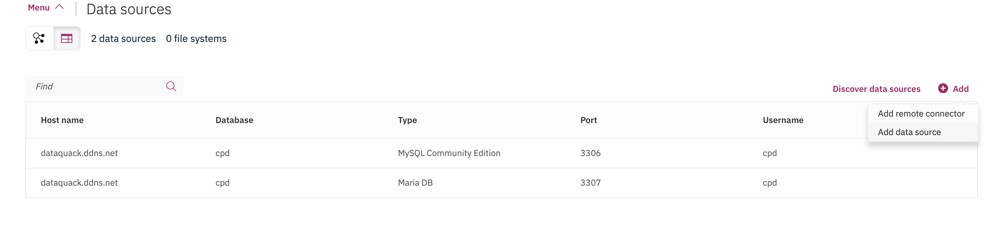 Menu Data sources
2 data sources 0 file systems
Find
Discover data sources Add
Add remote connector
Add data source
Host name Database Type Port Username
dataquack.ddns.net cpd MySQL Community Edition 3306 cpd
dataquack.ddns.net cpd Maria DB 3307 cpd